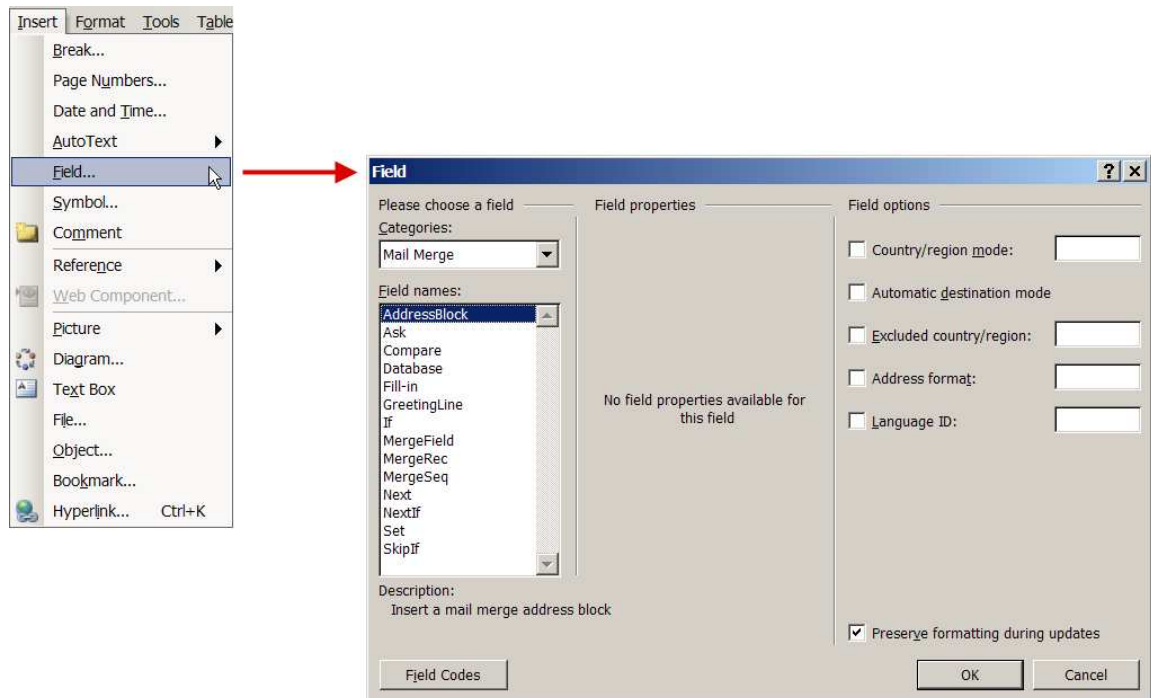 Insert Format Tools Table
Break...
Page Numbers...
Date and Time...
AutoText
Field...
Symbol...
Comment
Reference
Web Component...
Picture
Diagram...
Text Box
File...
Object...
Bookmark...
Hyperlink... Ctrl+K
Field
Please choose a field
Categories:
Mail Merge
Field names:
AddressBlock
Ask
Compare
Database
Fill-in
GreetingLine
If
MergeField
MergeRec
MergeSeq
Next
NextIf
Set
SkipIf
Description:
Insert a mail merge address block
Field Codes
Field properties
No field properties available for
this field
Field options
Country/region mode:
Automatic destination mode
Excluded country/region:
Address format:
Language ID:
Preserve formatting during updates
OK Cancel